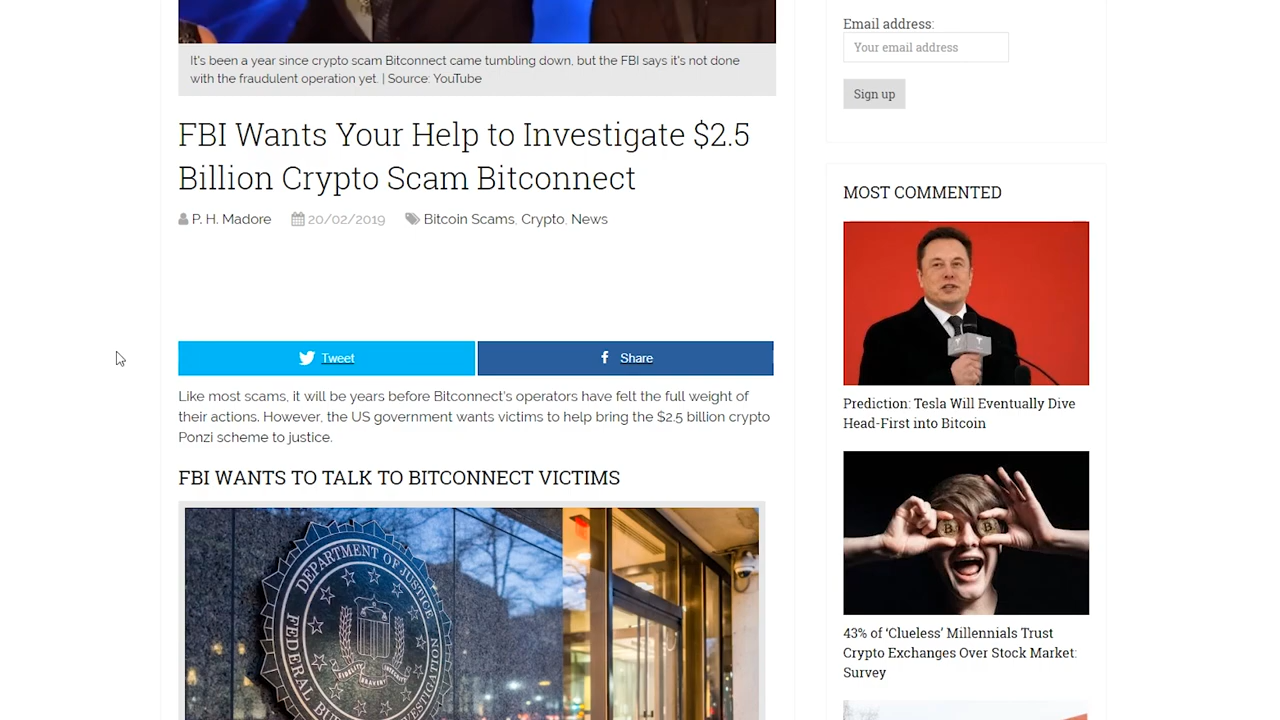 It's been a year since crypto scam Bitconnect came tumbling down, but the FBI says it's not done
with the fraudulent operation yet. | Source: YouTube
FBI Wants Your Help to Investigate $2.5
Billion Crypto Scam Bitconnect
P. H. Madore 20/02/2019 Bitcoin Scams, Crypto, News
Tweet
Share
Like most scams, it will be years before Bitconnect's operators have felt the full weight of
their actions. However, the US government wants victims to help bring the $2.5 billion crypto
Ponzi scheme to justice.
FBI WANTS TO TALK TO BITCONNECT VICTIMS
DEPARTMENT OF JUSTICE
FEDERAL BUREAU OF INVESTIGATION
FIDELITY BRAVERY INTEGRITY
Email address:
Your email address
Sign up
MOST COMMENTED
Prediction: Tesla Will Eventually Dive
Head-First into Bitcoin
43% of ‘Clueless’ Millennials Trust
Crypto Exchanges Over Stock Market:
Survey